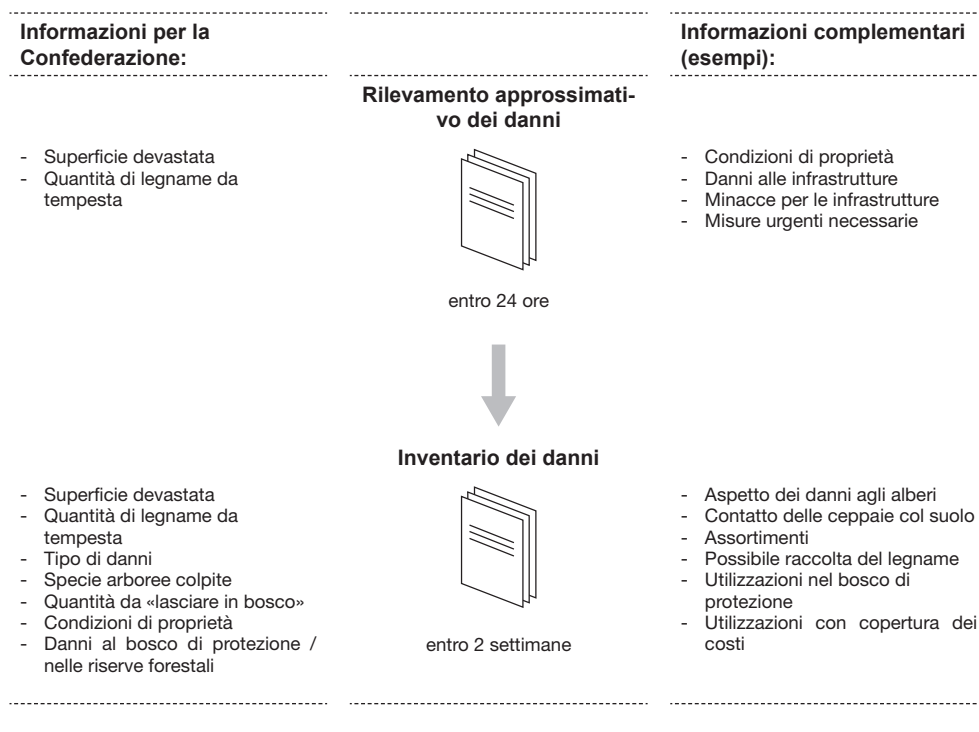 Informazioni per la
Confederazione:
Informazioni complementari
(esempi):
Rilevamento approssimati-
vo dei danni
- Superficie devastata
- Quantità di legname da
tempesta
entro 24 ore
- Condizioni di proprietà
- Danni alle infrastrutture
- Minacce per le infrastrutture
- Misure urgenti necessarie
Inventario dei danni
- Superficie devastata
- Quantità di legname da
tempesta
- Tipo di danni
- Specie arboree colpite
- Quantità da «lasciare in bosco»
- Condizioni di proprietà
- Danni al bosco di protezione /
nelle riserve forestali
entro 2 settimane
- Aspetto dei danni agli alberi
- Contatto delle ceppaie col suolo
- Assortimenti
- Possibile raccolta del legname
- Utilizzazioni nel bosco di
protezione
- Utilizzazioni con copertura dei
costi